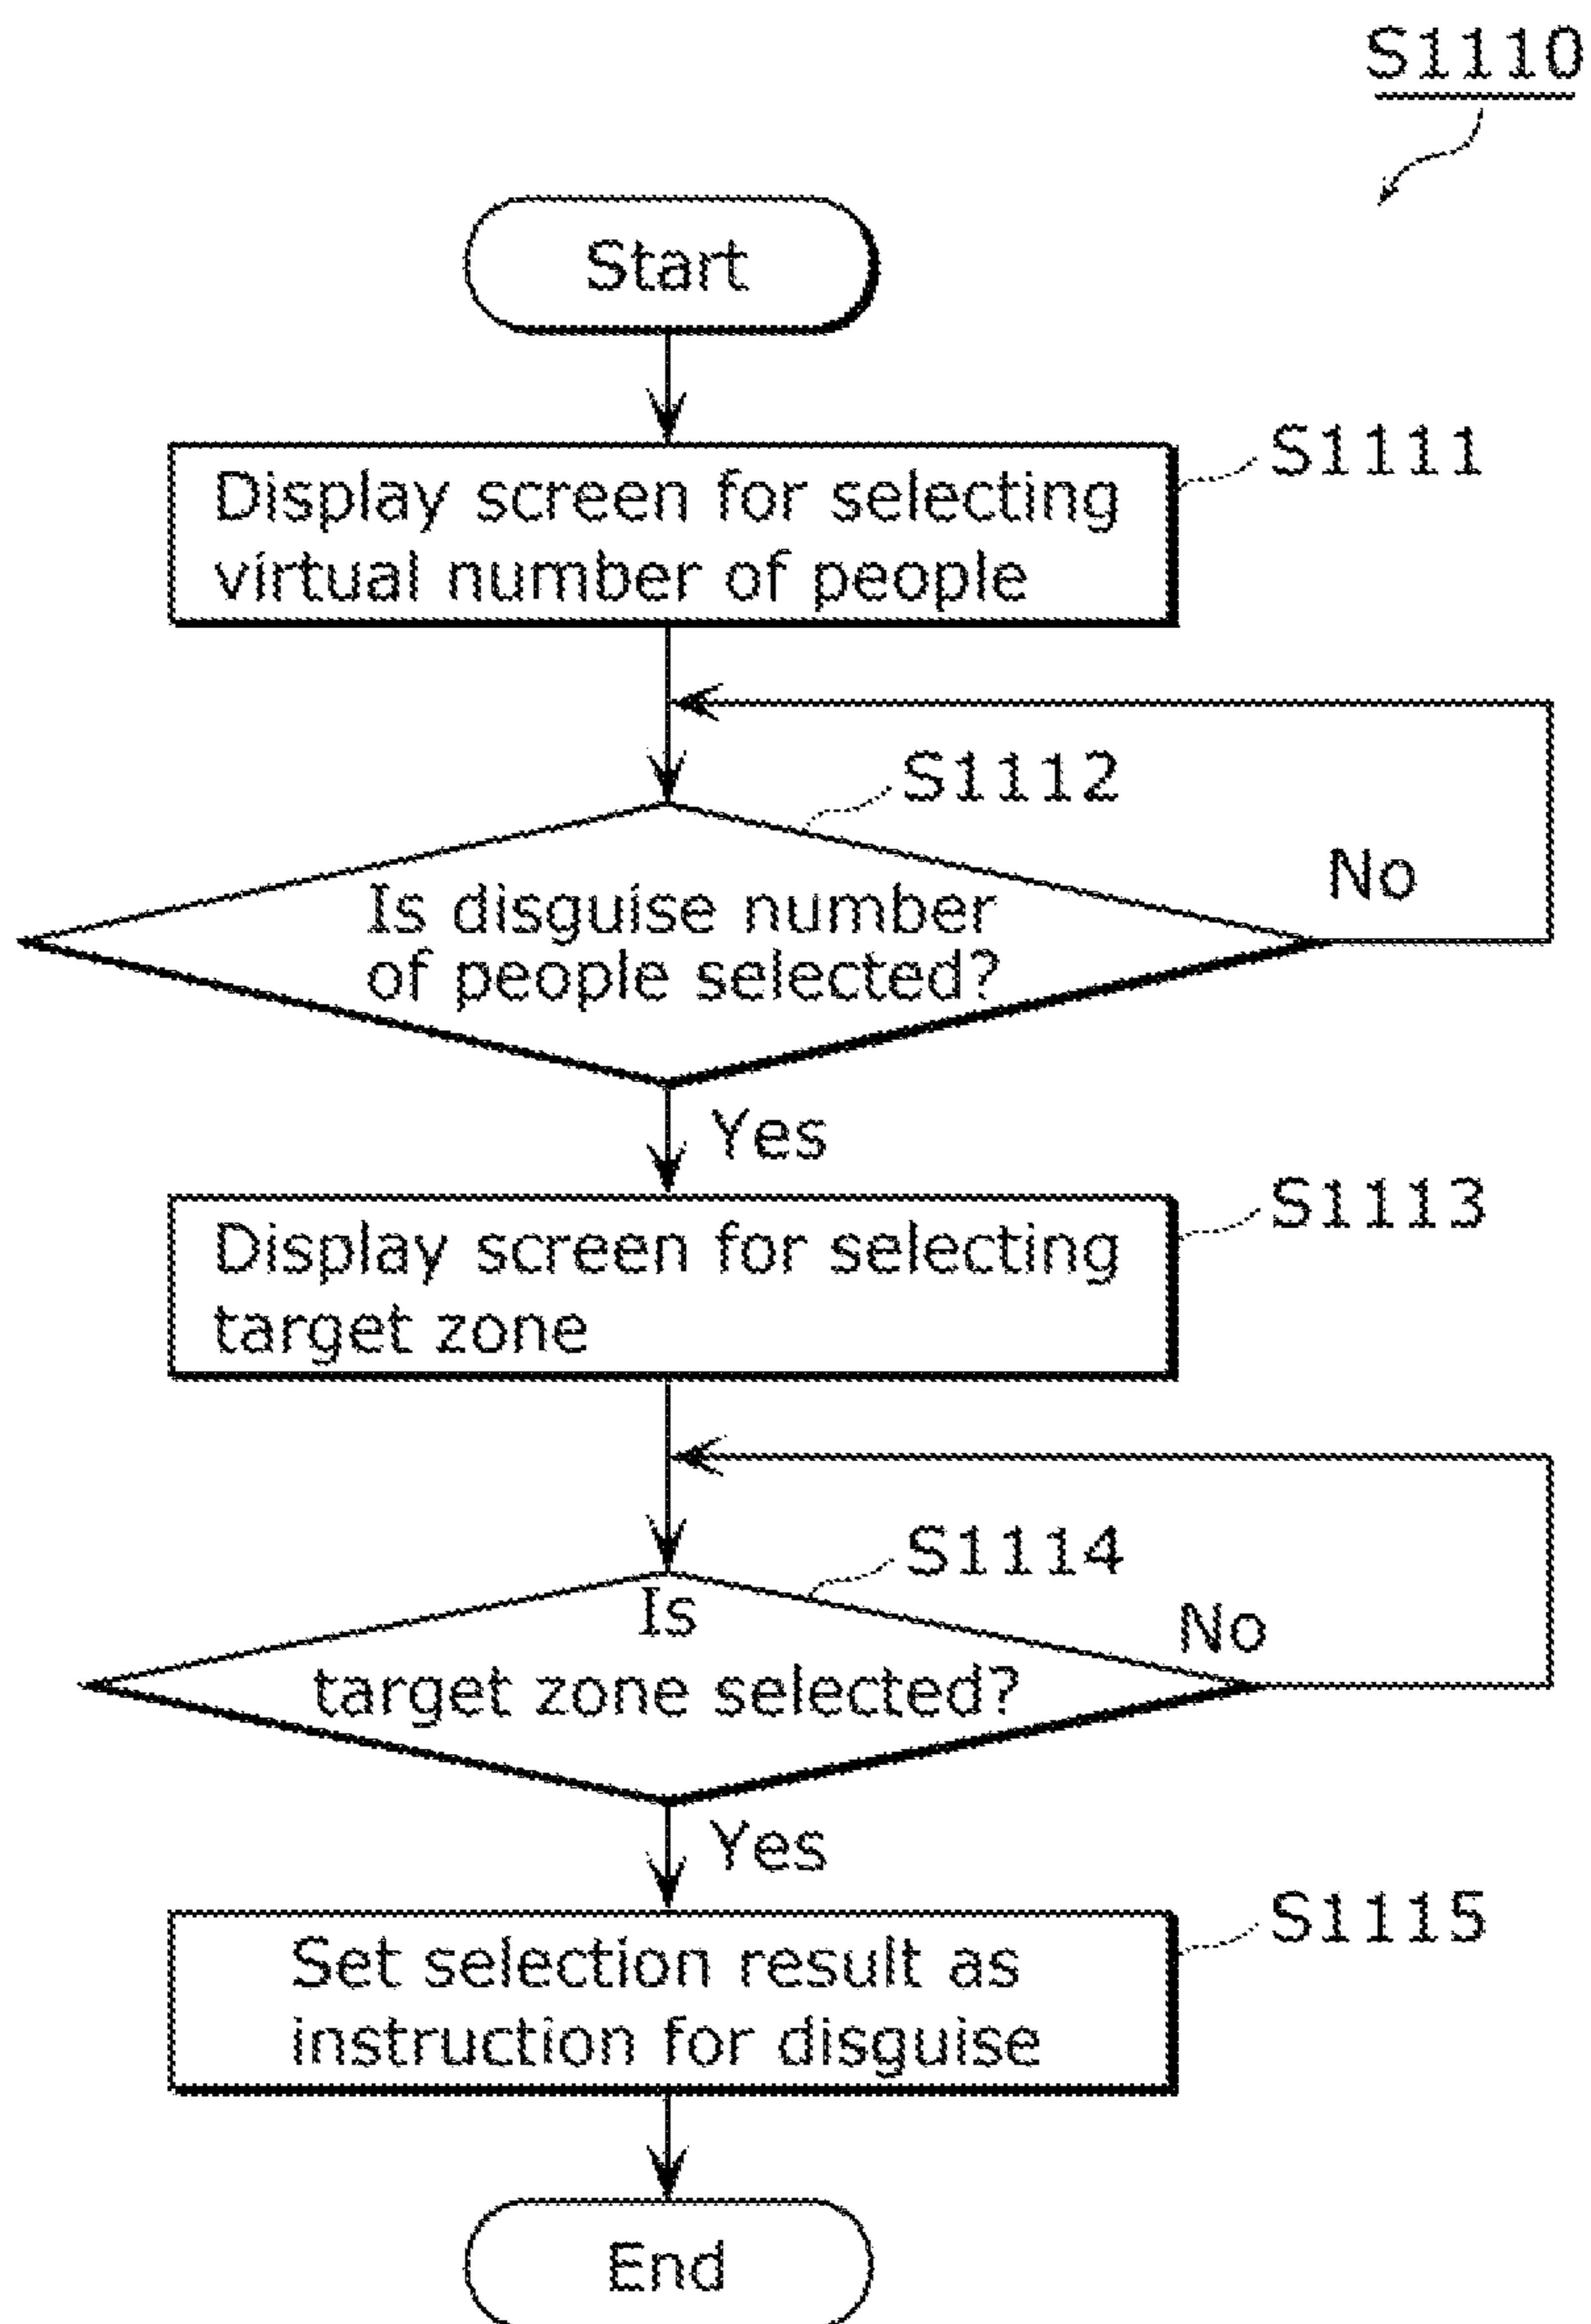 S1110
Start
Display screen for selecting
virtual number of people
S1111
S1112
Is disguise number
of people selected?
No
Yes
Display screen for selecting
target zone
S1113
S1114
Is
target zone selected?
No
Yes
Set selection result as
instruction for disguise
S1115
End